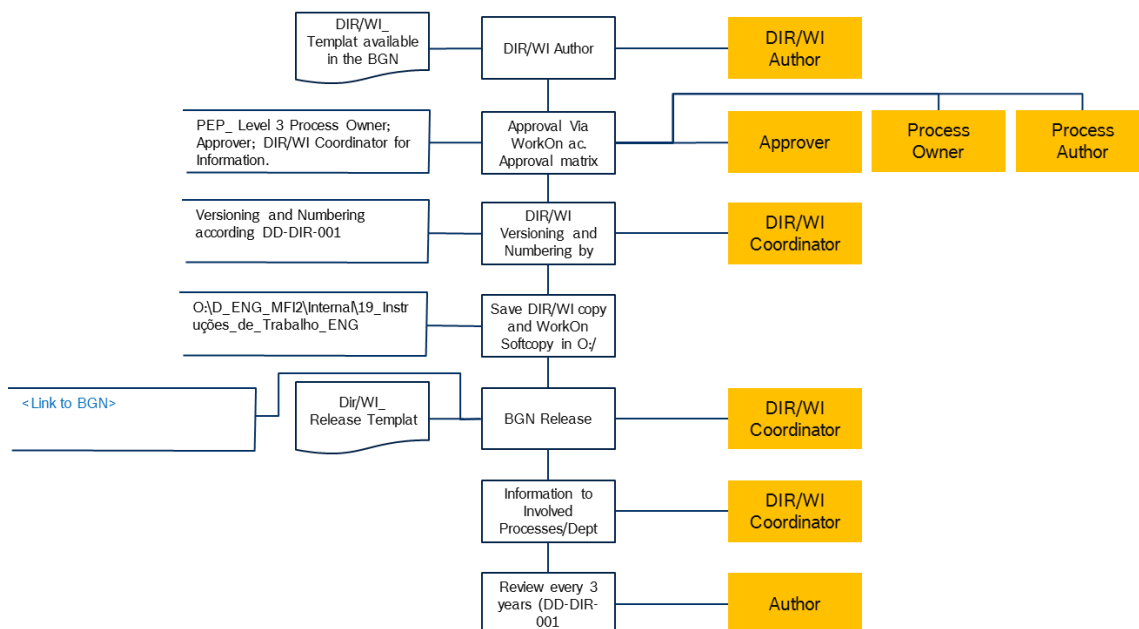 DIR/WI_
Templat available
in the BGN
DIR/WI Author
DIR/WI
Author
PEP_ Level 3 Process Owner;
Approver; DIR/WI Coordinator for
Information.
Approval Via
WorkOn ac.
Approval matrix
Approver
Process
Owner
Process
Author
Versioning and Numbering
according DD-DIR-001
DIR/WI
Versioning and
Numbering by
DIR/WI
Coordinator
O:\D_ENG_MFI2\Internal\19_Instr
uções_de_Trabalho_ENG
Save DIR/WI copy
and WorkOn
Softcopy in O:/
<Link to BGN>
Dir/WI_
Release Templat
BGN Release
DIR/WI
Coordinator
Information to
Involved
Processes/Dept
DIR/WI
Coordinator
Review every 3
years (DD-DIR-
001
Author